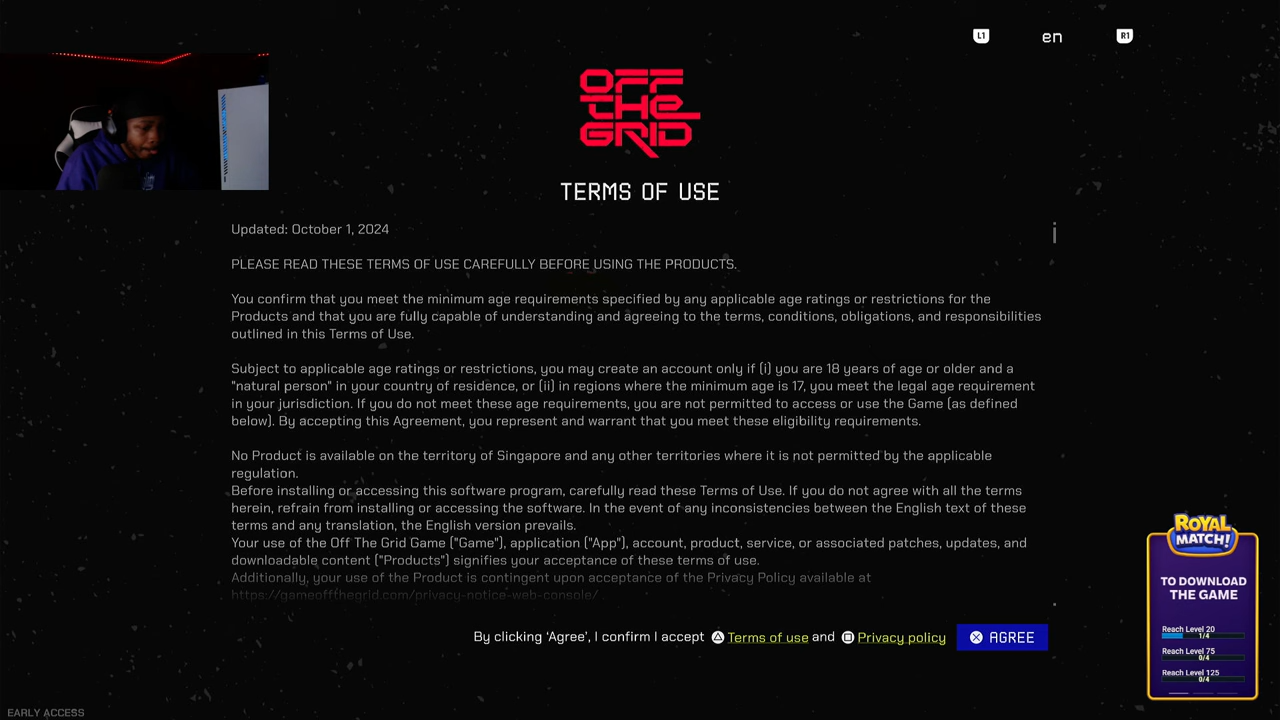 L1
en
R1
OFF
THE
GRID
TERMS OF USE
Updated: October 1, 2024
PLEASE READ THESE TERMS OF USE CAREFULLY BEFORE USING THE PRODUCTS.
You confirm that you meet the minimum age requirements specified by any applicable age ratings or restrictions for the
Products and that you are fully capable of understanding and agreeing to the terms, conditions, obligations, and responsibilities
outlined in this Terms of Use.
Subject to applicable age ratings or restrictions, you may create an account only if (i) you are 18 years of age or older and a
"natural person" in your country of residence, or (ii) in regions where the minimum age is 17, you meet the legal age requirement
in your jurisdiction. If you do not meet these age requirements, you are not permitted to access or use the Game (as defined
below). By accepting this Agreement, you represent and warrant that you meet these eligibility requirements.
No Product is available on the territory of Singapore and any other territories where it is not permitted by the applicable
regulation.
Before installing or accessing this software program, carefully read these Terms of Use. If you do not agree with all the terms
herein, refrain from installing or accessing the software. In the event of any inconsistencies between the English text of these
terms and any translation, the English version prevails.
Your use of the Off The Grid Game ("Game"), application ("App"), account, product, service, or associated patches, updates, and
downloadable content ("Products") signifies your acceptance of these terms of use.
Additionally, your use of the Product is contingent upon acceptance of the Privacy Policy available at
https://gameoffthegrid.com/privacy-notice-web-console/ .
By clicking 'Agree', I confirm I accept Terms of use and Privacy policy
AGREE
ROYAL
MATCH!
TO DOWNLOAD
THE GAME
Reach Level 20
1/4
Reach Level 75
0/4
Reach Level 125
0/4
EARLY ACCESS